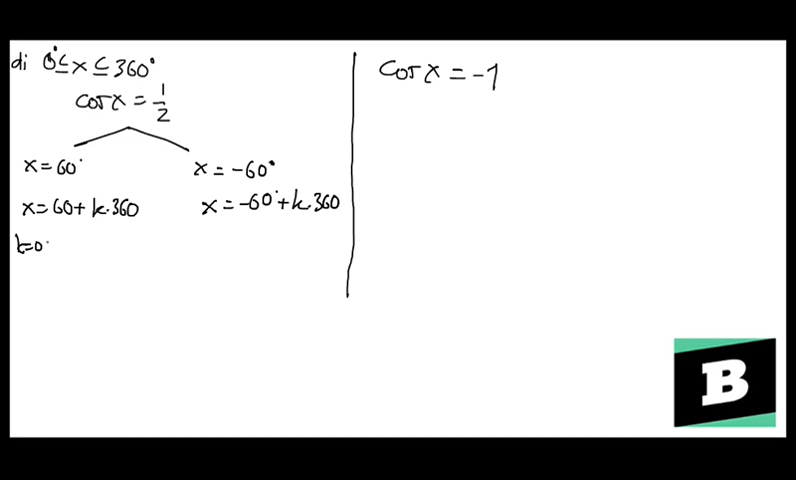 di 0° ≤ x ≤ 360°
cos x = 1/2
x = 60°
x = -60°
x = 60 + k·360
x = -60° + k.360
k=0
cos x = -1
B